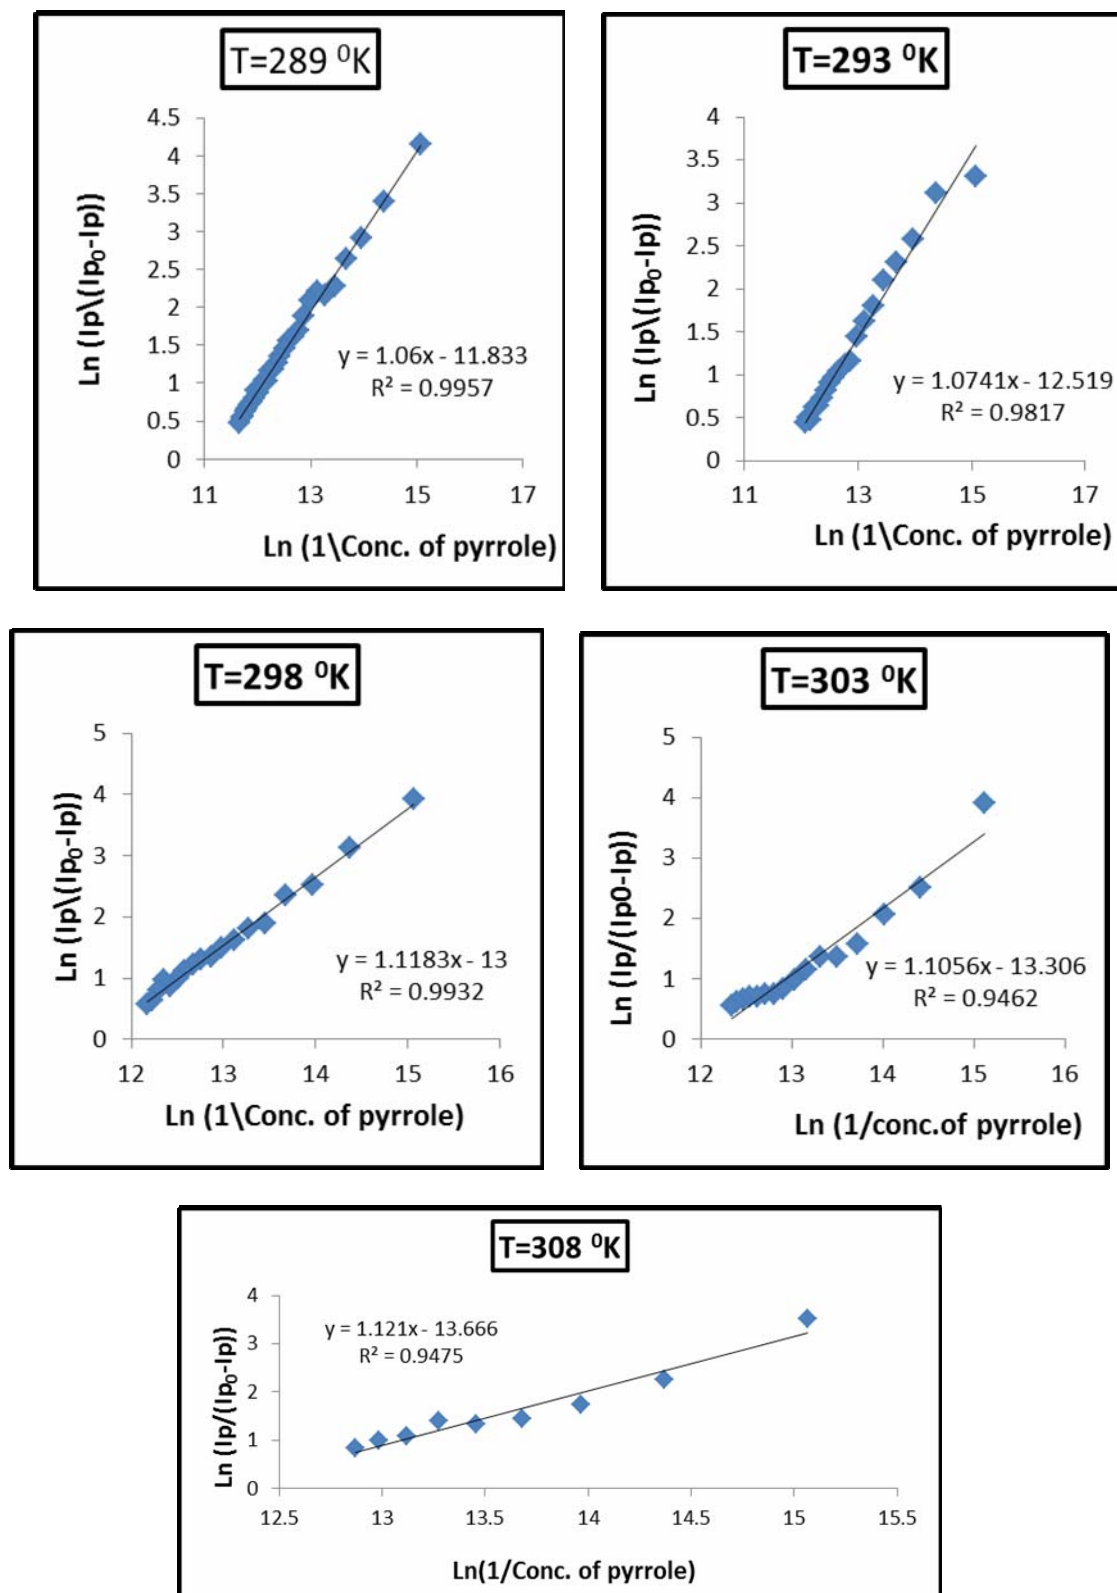 T=289 ⁰K
Ln (Ip\(Ip₀-Ip))
4.5
4
3.5
3
2.5
2
1.5
1
0.5
0
y = 1.06x - 11.833
R² = 0.9957
11 13 15 17
Ln (1\Conc. of pyrrole)
T=293 ⁰K
Ln (Ip\(Ip₀-Ip))
4
3.5
3
2.5
2
1.5
1
0.5
0
y = 1.0741x - 12.519
R² = 0.9817
11 13 15 17
Ln (1\Conc. of pyrrole)
T=298 ⁰K
Ln (Ip\(Ip₀-Ip))
5
4
3
2
1
0
y = 1.1183x - 13
R² = 0.9932
12 13 14 15 16
Ln (1\Conc. of pyrrole)
T=303 ⁰K
Ln (Ip/(Ip0-Ip))
5
4
3
2
1
0
y = 1.1056x - 13.306
R² = 0.9462
12 13 14 15 16
Ln (1/conc.of pyrrole)
T=308 ⁰K
Ln (Ip/(Ip₀-Ip))
4
3
2
1
0
y = 1.121x - 13.666
R² = 0.9475
12.5 13 13.5 14 14.5 15 15.5
Ln(1/Conc. of pyrrole)